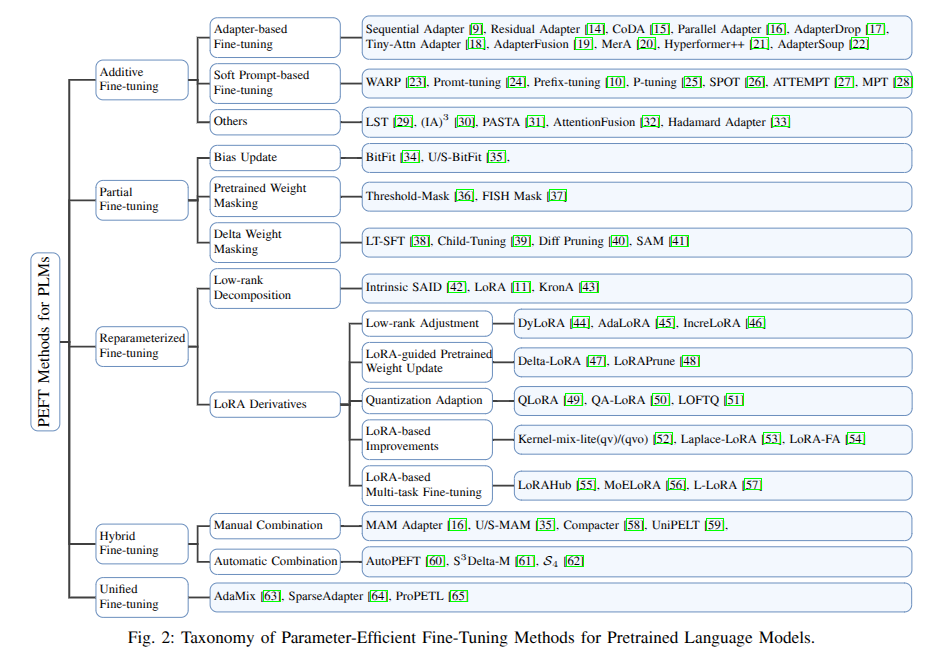 PEFT Methods for PLMs
Additive
Fine-tuning
Adapter-based
Fine-tuning
Sequential Adapter [9], Residual Adapter [14], CoDA [15], Parallel Adapter [16], AdapterDrop [17],
Tiny-Attn Adapter [18], AdapterFusion [19], MerA [20], Hyperformer++ [21], AdapterSoup [22]
Soft Prompt-based
Fine-tuning
WARP [23], Promt-tuning [24], Prefix-tuning [10], P-tuning [25], SPOT [26], ATTEMPT [27], MPT [28]
Others
LST [29], (IA)³ [30], PASTA [31], AttentionFusion [32], Hadamard Adapter [33]
Partial
Fine-tuning
Bias Update
BitFit [34], U/S-BitFit [35],
Pretrained Weight
Masking
Threshold-Mask [36], FISH Mask [37]
Delta Weight
Masking
LT-SFT [38], Child-Tuning [39], Diff Pruning [40], SAM [41]
Reparameterized
Fine-tuning
Low-rank
Decomposition
Intrinsic SAID [42], LoRA [11], KronA [43]
LoRA Derivatives
Low-rank Adjustment
DyLoRA [44], AdaLoRA [45], IncreLoRA [46]
LoRA-guided Pretrained
Weight Update
Delta-LoRA [47], LoRAPrune [48]
Quantization Adaption
QLoRA [49], QA-LoRA [50], LOFTQ [51]
LoRA-based
Improvements
Kernel-mix-lite(qv)/(qvo) [52], Laplace-LoRA [53], LoRA-FA [54]
LoRA-based
Multi-task Fine-tuning
LoRAHub [55], MoELoRA [56], L-LoRA [57]
Hybrid
Fine-tuning
Manual Combination
MAM Adapter [16], U/S-MAM [35], Compacter [58], UniPELT [59],
Automatic Combination
AutoPEFT [60], S³Delta-M [61], 𝒮₄ [62]
Unified
Fine-tuning
AdaMix [63], SparseAdapter [64], ProPETL [65]
Fig. 2: Taxonomy of Parameter-Efficient Fine-Tuning Methods for Pretrained Language Models.